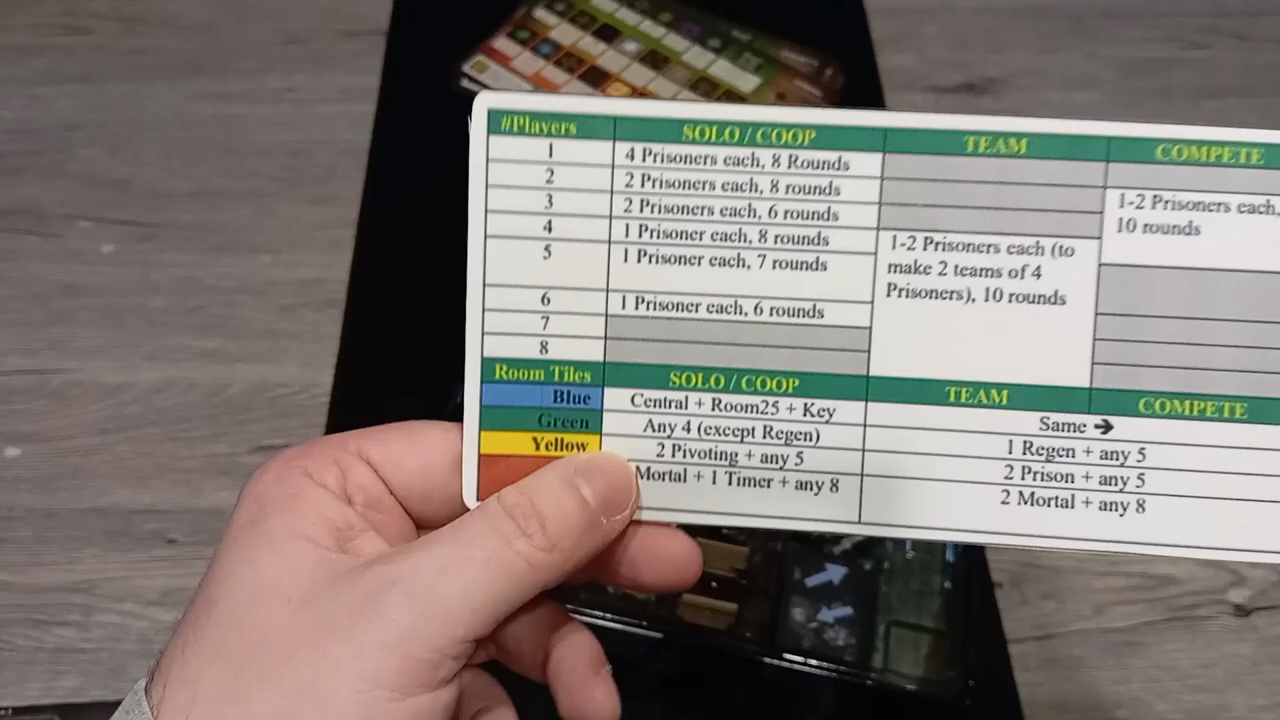 #Players SOLO / COOP TEAM COMPETE
1 4 Prisoners each, 8 Rounds
2 2 Prisoners each, 8 rounds 1-2 Prisoners each,
3 2 Prisoners each, 6 rounds 10 rounds
4 1 Prisoner each, 8 rounds 1-2 Prisoners each (to
5 1 Prisoner each, 7 rounds make 2 teams of 4
Prisoners), 10 rounds
6 1 Prisoner each, 6 rounds
7
8
Room Tiles SOLO / COOP TEAM COMPETE
Blue Central + Room25 + Key Same ➔
Green Any 4 (except Regen) 1 Regen + any 5
Yellow 2 Pivoting + any 5 2 Prison + any 5
Mortal + 1 Timer + any 8 2 Mortal + any 8